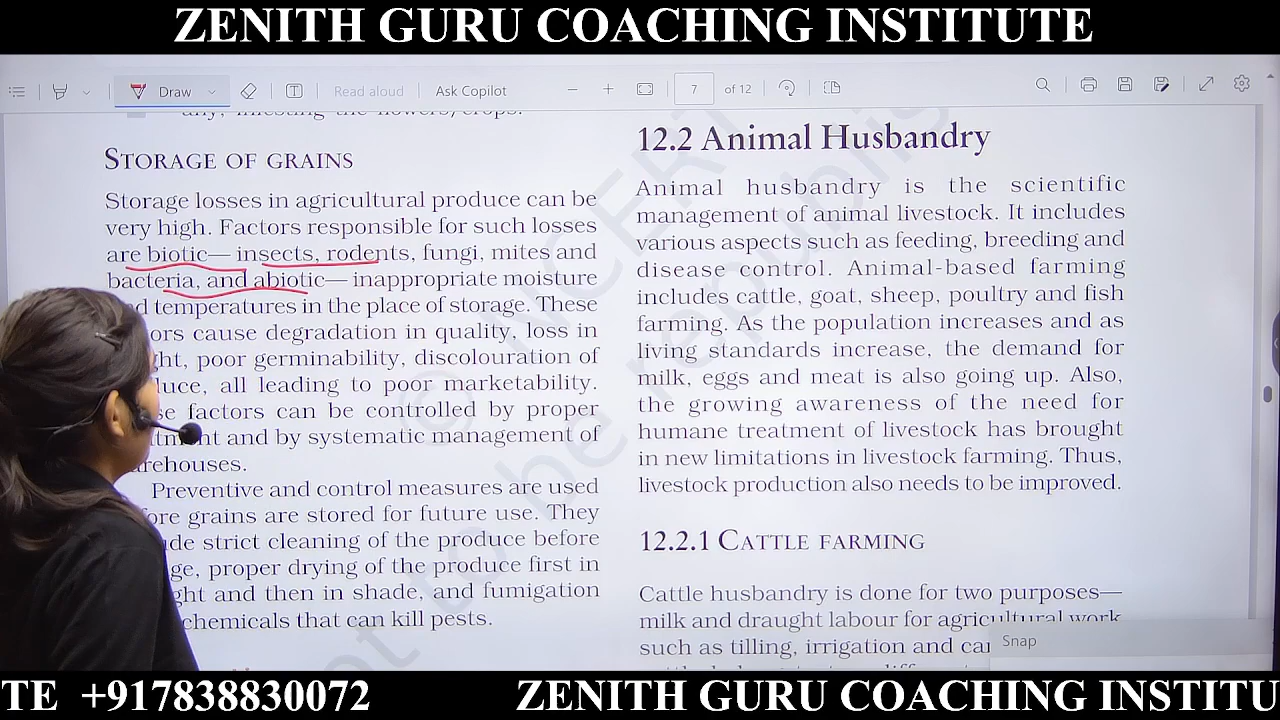 ZENITH GURU COACHING INSTITUTE
Draw
Read aloud
Ask Copilot
7
of 12
any, infesting the flowers/crops.
STORAGE OF GRAINS
Storage losses in agricultural produce can be
very high. Factors responsible for such losses
are biotic— insects, rodents, fungi, mites and
bacteria, and abiotic— inappropriate moisture
temperatures in the place of storage. These
cause degradation in quality, loss in
poor germinability, discolouration of
all leading to poor marketability.
factors can be controlled by proper
and by systematic management of
Preventive and control measures are used
grains are stored for future use. They
strict cleaning of the produce before
proper drying of the produce first in
and then in shade, and fumigation
chemicals that can kill pests.
12.2 Animal Husbandry
Animal husbandry is the scientific
management of animal livestock. It includes
various aspects such as feeding, breeding and
disease control. Animal-based farming
includes cattle, goat, sheep, poultry and fish
farming. As the population increases and as
living standards increase, the demand for
milk, eggs and meat is also going up. Also,
the growing awareness of the need for
humane treatment of livestock has brought
in new limitations in livestock farming. Thus,
livestock production also needs to be improved.
12.2.1 CATTLE FARMING
Cattle husbandry is done for two purposes—
milk and draught labour for agricultural work
such as tilling, irrigation and
Snap
© NCERT
not to be republis
TE +917838830072 ZENITH GURU COACHING INSTITU